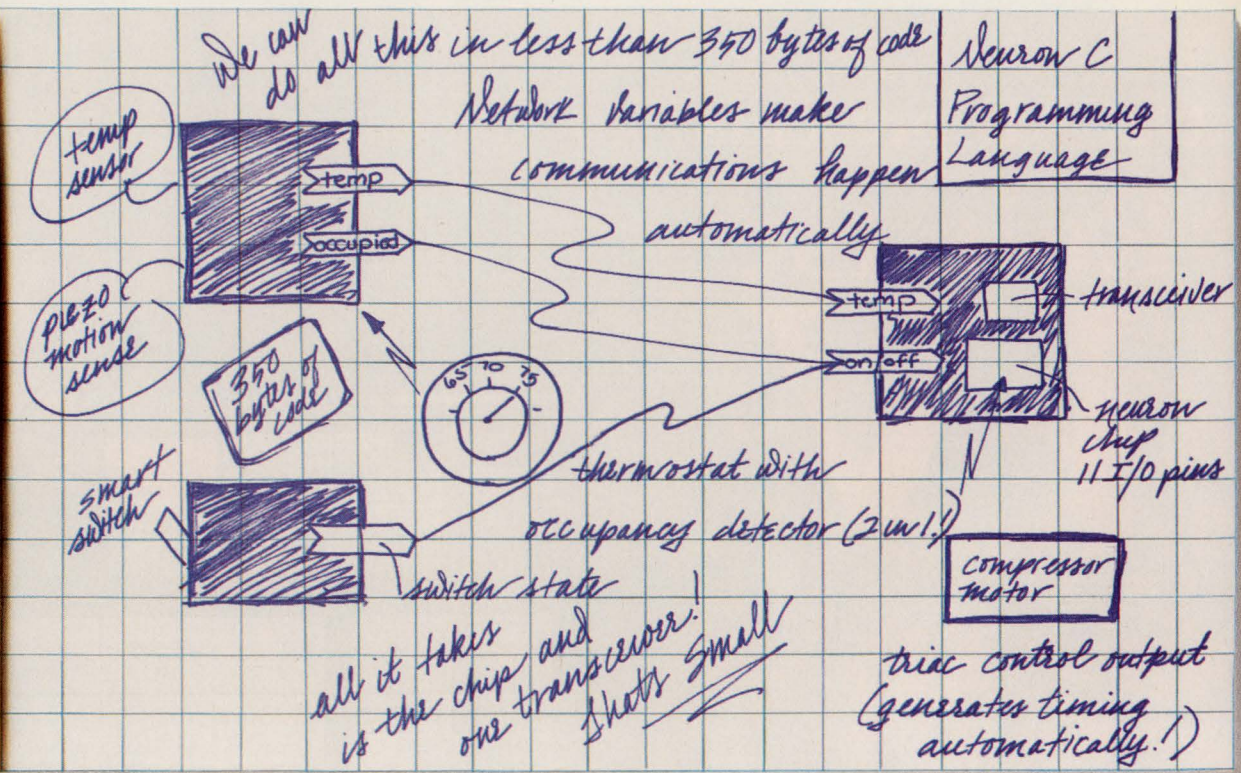 We can
do all this in less than 350 bytes of code
Network Variables make
communications happen
automatically
Neuron C
Programming
Language
temp
sensor
temp
occupied
piezo
motion
sense
350
bytes of
code
65 70 75
temp
on/off
transceiver
neuron
chip
11 I/O pins
smart
switch
thermostat with
occupancy detector (2 in 1!)
switch state
compressor
motor
all it takes
is the chip and
one transceiver!
that's Small
triac control output
(generates timing
automatically!)